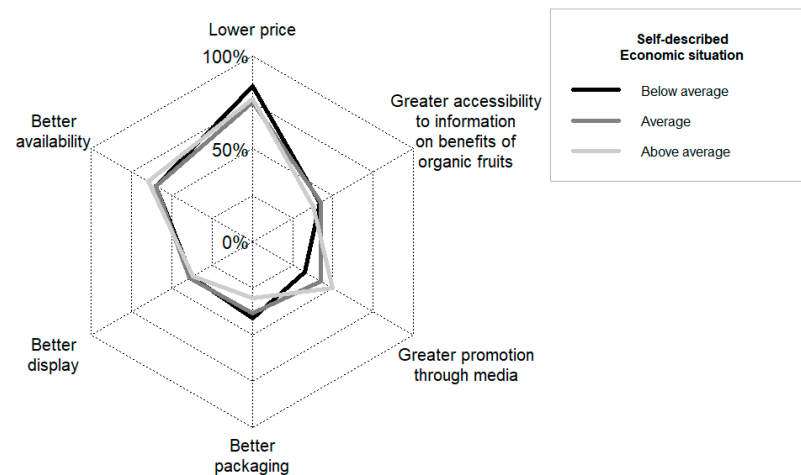 Lower price
100%
50%
0%
Greater accessibility
to information
on benefits of
organic fruits
Greater promotion
through media
Better
packaging
Better
display
Better
availability
Self-described
Economic situation
Below average
Average
Above average